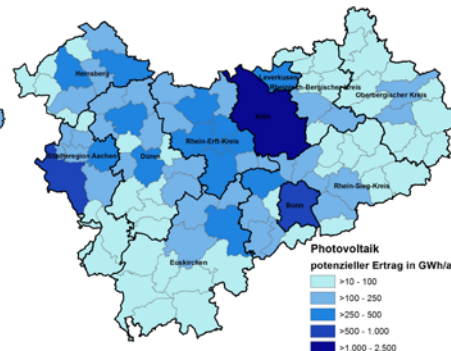 Heinsberg
Leverkusen
Rheinisch-Bergischer Kreis
Oberbergischer Kreis
Köln
Rhein-Erft-Kreis
Städteregion Aachen
Düren
Rhein-Sieg-Kreis
Bonn
Euskirchen
Photovoltaik
potenzieller Ertrag in GWh/a
>10 - 100
>100 - 250
>250 - 500
>500 - 1.000
>1.000 - 2.500